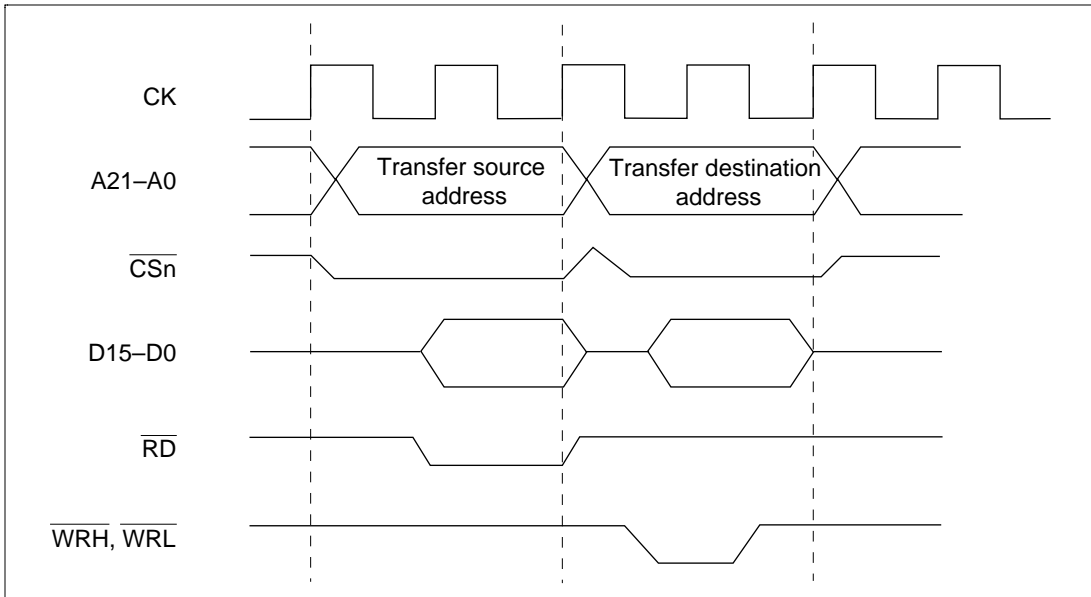 CK
A21–A0
Transfer source
address
Transfer destination
address
CSn
D15–D0
RD
WRH, WRL